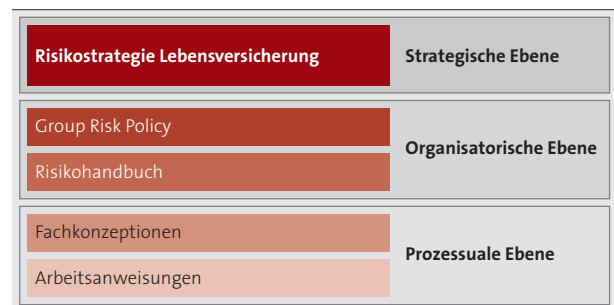 Risikostrategie Lebensversicherung
Strategische Ebene
Group Risk Policy
Risikohandbuch
Organisatorische Ebene
Fachkonzeptionen
Arbeitsanweisungen
Prozessuale Ebene